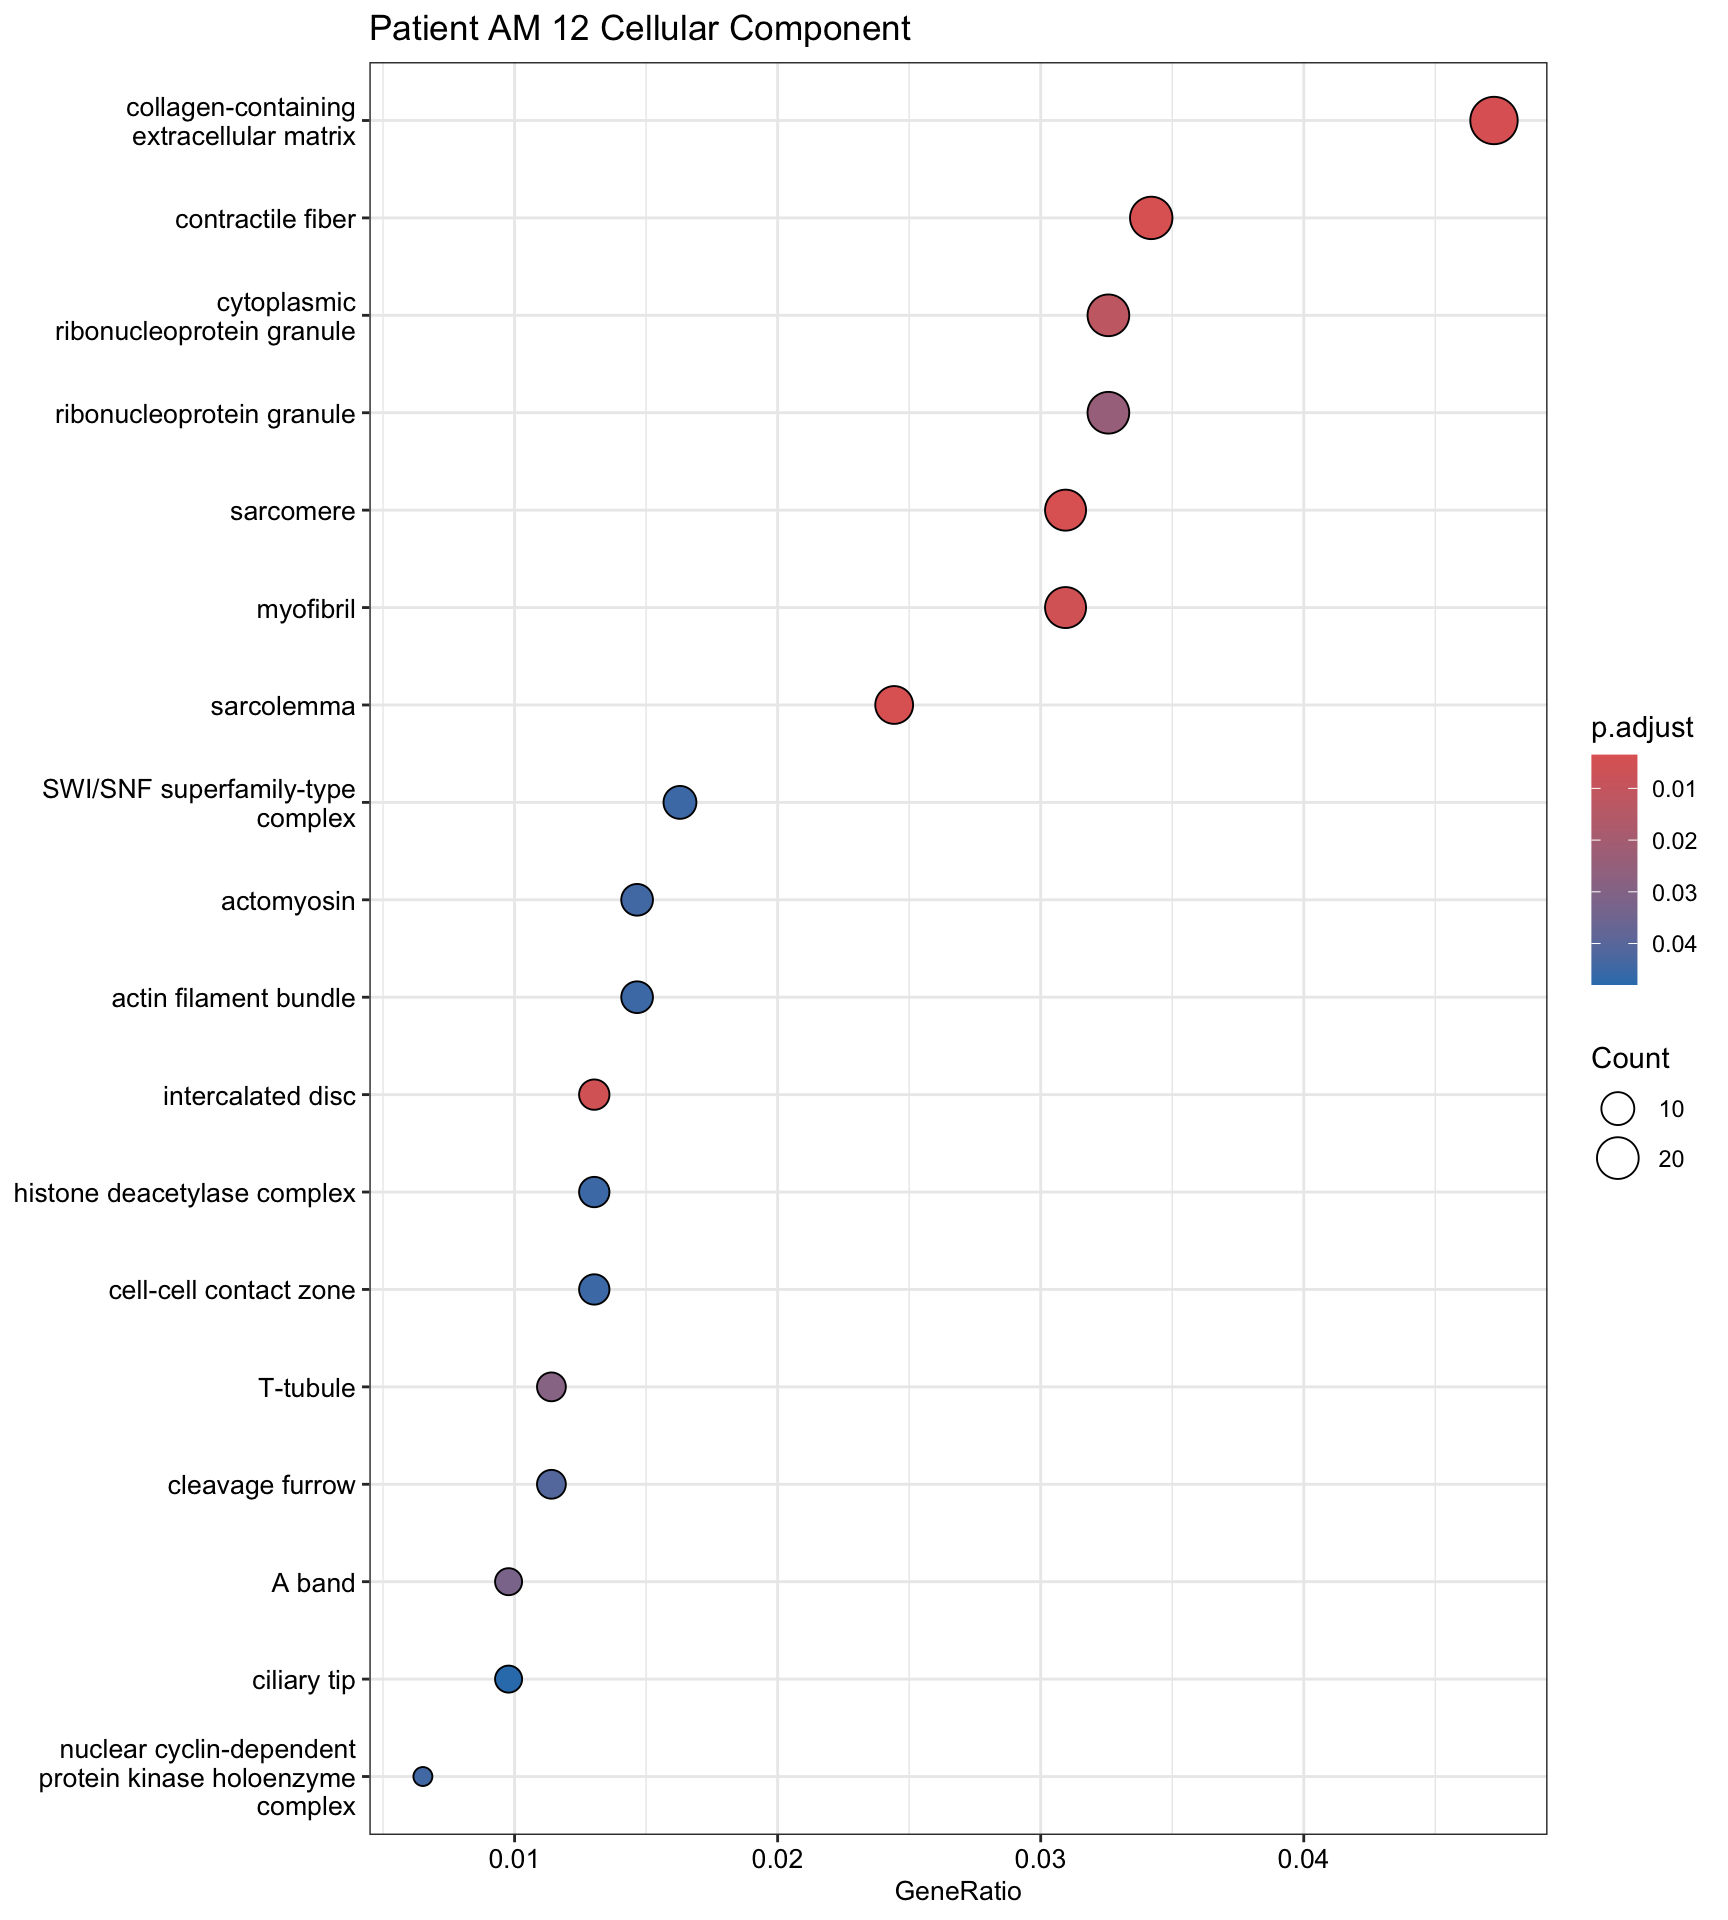 Patient AM 12 Cellular Component
collagen-containing
extracellular matrix
contractile fiber
cytoplasmic
ribonucleoprotein granule
ribonucleoprotein granule
sarcomere
myofibril
sarcolemma
SWI/SNF superfamily-type
complex
actomyosin
actin filament bundle
intercalated disc
histone deacetylase complex
cell-cell contact zone
T-tubule
cleavage furrow
A band
ciliary tip
nuclear cyclin-dependent
protein kinase holoenzyme
complex
0.01 0.02 0.03 0.04
GeneRatio
p.adjust
0.01
0.02
0.03
0.04
Count
10
20